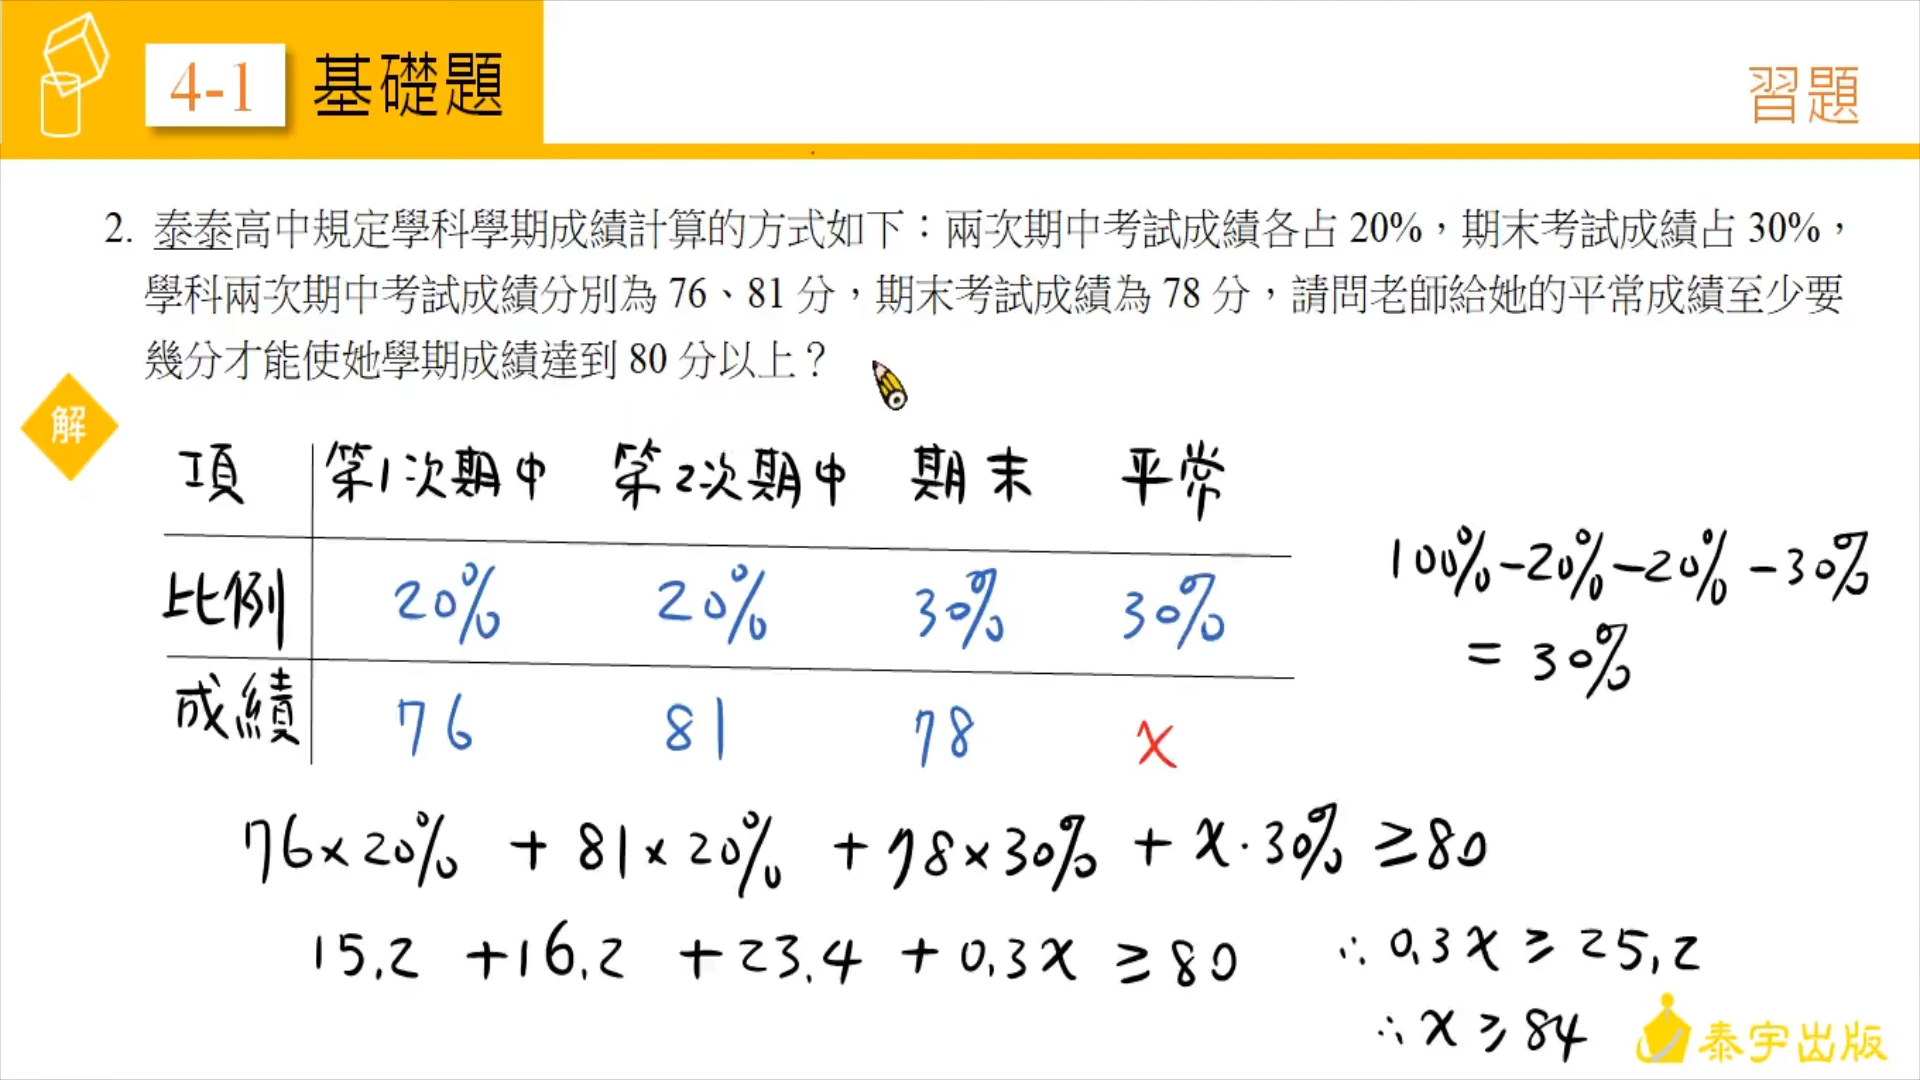 4-1 基礎題
習題
2. 泰泰高中規定學科學期成績計算的方式如下：兩次期中考試成績各占 20%，期末考試成績占 30%，
學科兩次期中考試成績分別為 76、81 分，期末考試成績為 78 分，請問老師給她的平常成績至少要
幾分才能使她學期成績達到 80 分以上？
解
項 第1次期中 第2次期中 期末 平常
比例 20% 20% 30% 30%
100%-20%-20%-30%
= 30%
成績 76 81 78 x
76×20% + 81×20% + 78×30% + x·30% ≥80
15.2 +16.2 +23.4 + 0.3x ≥80 ∴ 0.3x ≥ 25.2
∴ x ≥ 84
泰宇出版